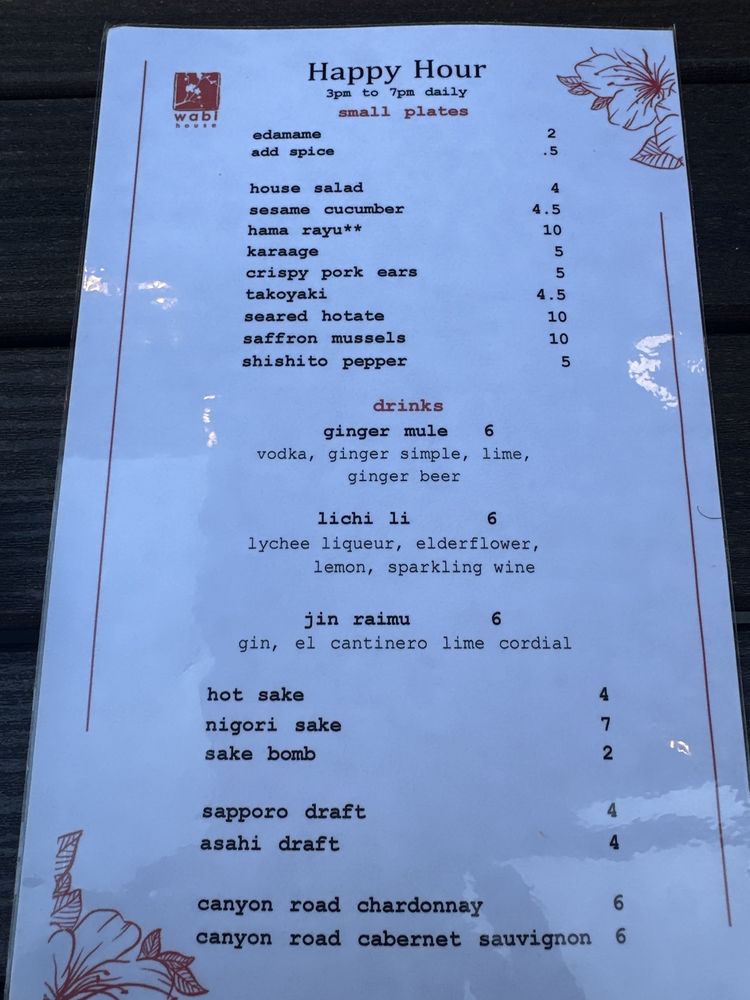 Happy Hour
3pm to 7pm daily
wabi
house
small plates
edamame 2
add spice .5
house salad 4
sesame cucumber 4.5
hama rayu** 10
karaage 5
crispy pork ears 5
takoyaki 4.5
seared hotate 10
saffron mussels 10
shishito pepper 5
drinks
ginger mule 6
vodka, ginger simple, lime,
ginger beer
lichi li 6
lychee liqueur, elderflower,
lemon, sparkling wine
jin raimu 6
gin, el cantinero lime cordial
hot sake 4
nigori sake 7
sake bomb 2
sapporo draft 4
asahi draft 4
canyon road chardonnay 6
canyon road cabernet sauvignon 6